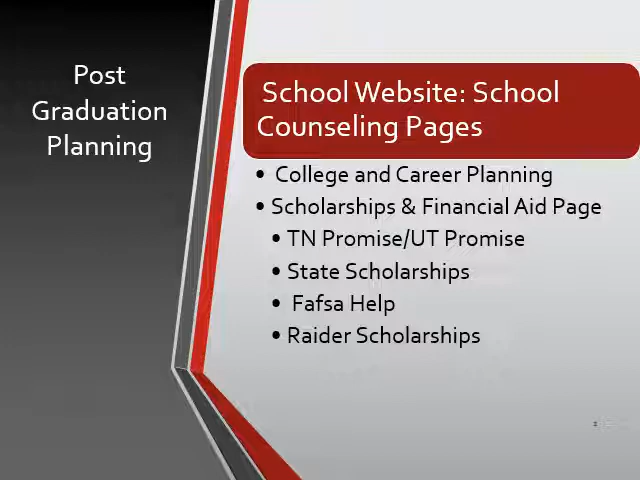 Post
Graduation
Planning
School Website: School
Counseling Pages
• College and Career Planning
• Scholarships & Financial Aid Page
• TN Promise/UT Promise
• State Scholarships
• Fafsa Help
• Raider Scholarships